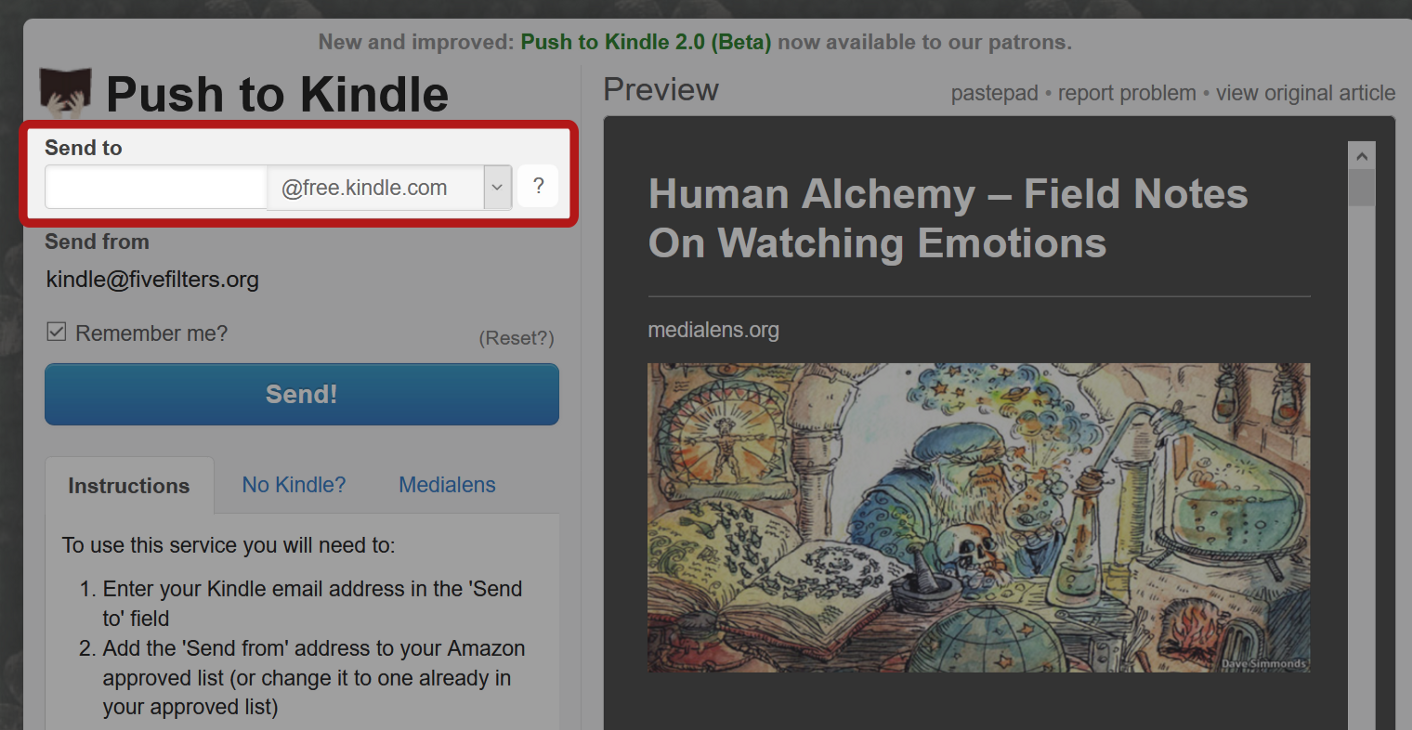 New and improved: Push to Kindle 2.0 (Beta) now available to our patrons.
Push to Kindle
Send to
@free.kindle.com
?
Send from
kindle@fivefilters.org
Remember me?
(Reset?)
Send!
Instructions
No Kindle?
Medialens
To use this service you will need to:
1. Enter your Kindle email address in the 'Send
to' field
2. Add the 'Send from' address to your Amazon
approved list (or change it to one already in
your approved list)
Preview
pastepad • report problem • view original article
Human Alchemy – Field Notes
On Watching Emotions
medialens.org
Dave Simmonds